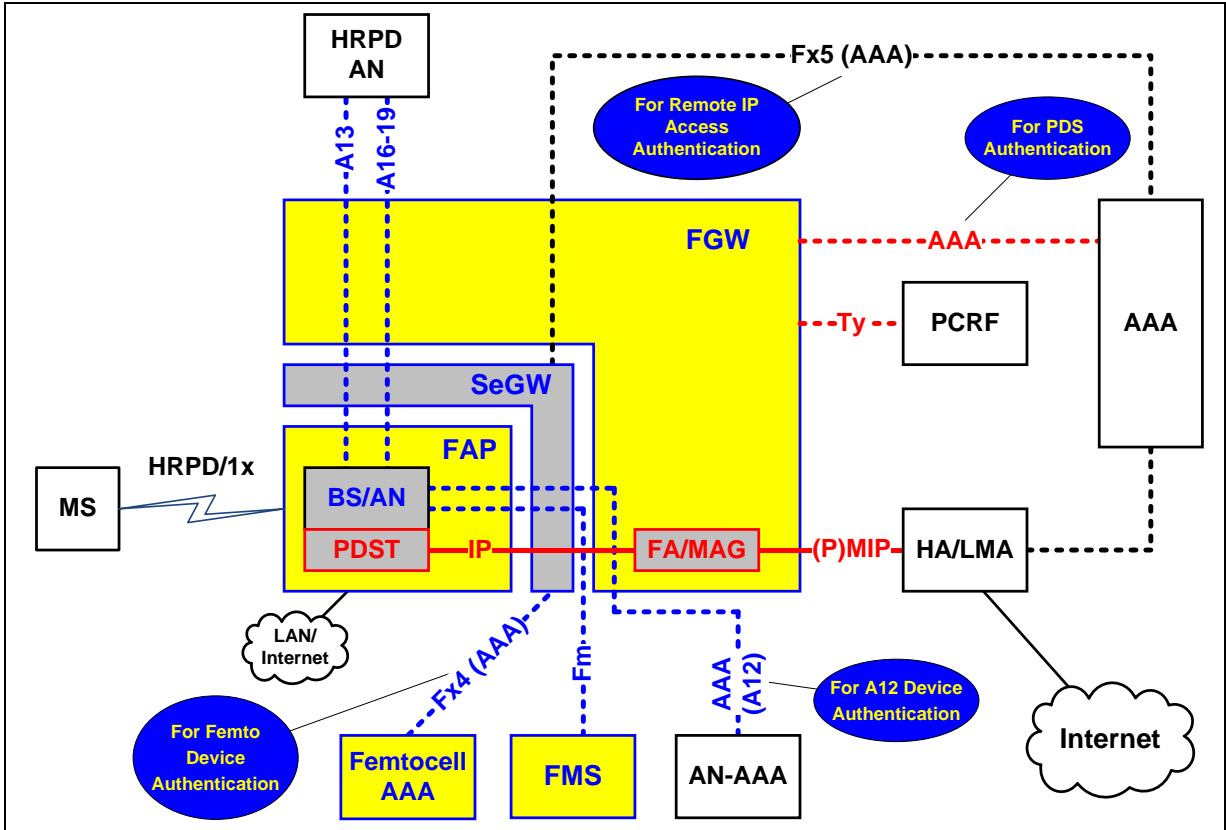 HRPD
AN
Fx5 (AAA)
For Remote IP
Access
Authentication
For PDS
Authentication
A13
A16-19
FGW
AAA
Ty
PCRF
AAA
SeGW
FAP
HRPD/1x
MS
BS/AN
PDST
IP
FA/MAG
(P)MIP
HA/LMA
LAN/
Internet
Fx4 (AAA)
Fm
AAA
(A12)
For A12 Device
Authentication
For Femto
Device
Authentication
Femtocell
AAA
FMS
AN-AAA
Internet